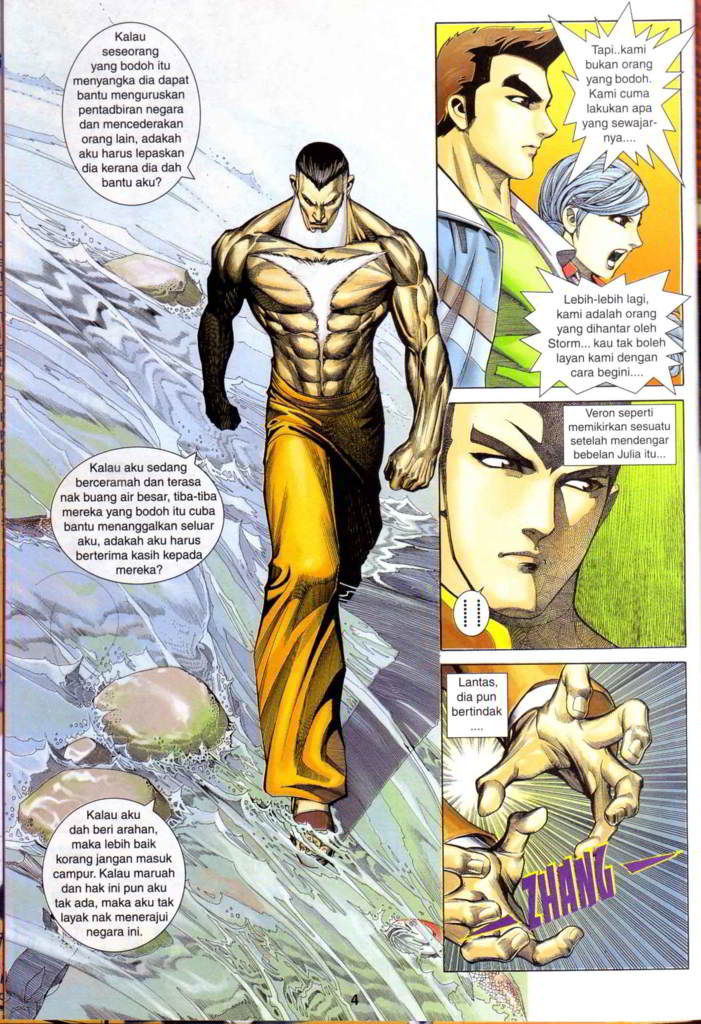 Kalau
seseorang
yang bodoh itu
menyangka dia dapat
bantu menguruskan
pentadbiran negara
dan mencederakan
orang lain, adakah
aku harus lepaskan
dia kerana dia dah
bantu aku?
Kalau aku sedang
berceramah dan terasa
nak buang air besar, tiba-tiba
mereka yang bodoh itu cuba
bantu menanggalkan seluar
aku, adakah aku harus
berterima kasih kepada
mereka?
Kalau aku
dah beri arahan,
maka lebih baik
korang jangan masuk
campur. Kalau maruah
dan hak ini pun aku
tak ada, maka aku tak
layak nak menerajui
negara ini.
Tapi..kami
bukan orang
yang bodoh.
Kami cuma
lakukan apa
yang sewajar-
nya....
Lebih-lebih lagi,
kami adalah orang
yang dihantar oleh
Storm... kau tak boleh
layan kami dengan
cara begini....
Veron seperti
memikirkan sesuatu
setelah mendengar
bebelan Julia itu...
Lantas,
dia pun
bertindak
....
ZHANG
4